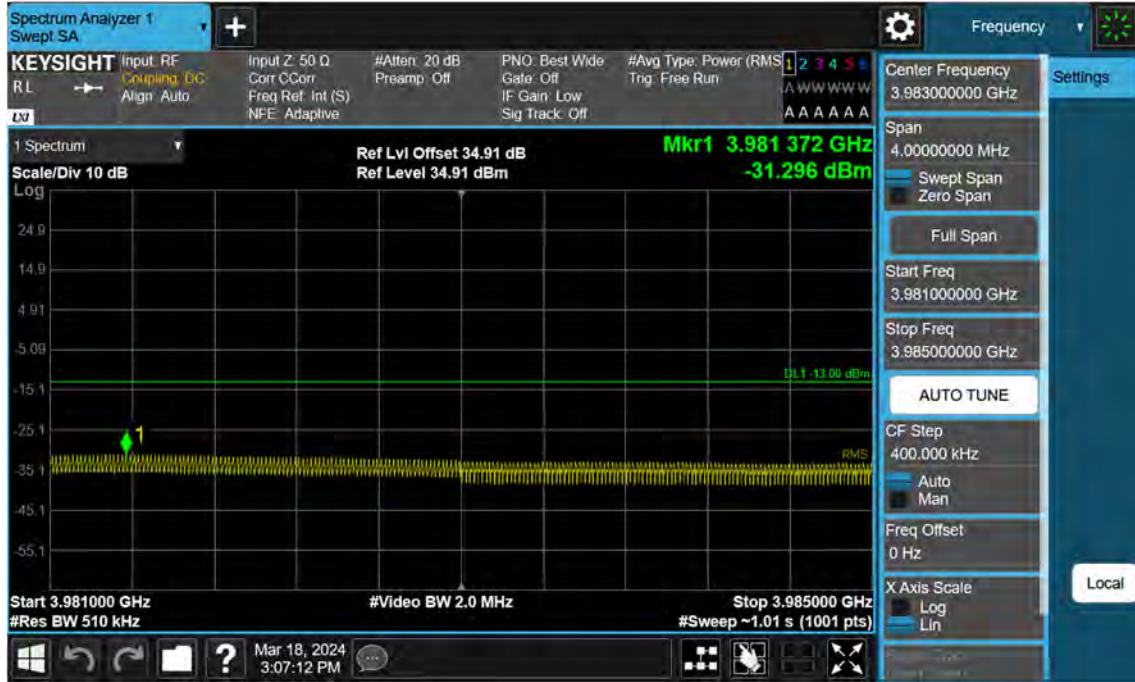 Spectrum Analyzer 1
Swept SA
+
Frequency
KEYSIGHT
RL
LXI
Input: RF
Coupling: DC
Align: Auto
Input Z: 50 Ω
Corr CCorr
Freq Ref: Int (S)
NFE: Adaptive
#Atten: 20 dB
Preamp: Off
PNO: Best Wide
Gate: Off
IF Gain: Low
Sig Track: Off
#Avg Type: Power (RMS
Trig: Free Run
1 2 3 4 5 6
A W W W W W
A A A A A A
Center Frequency
3.983000000 GHz
Settings
1 Spectrum
Scale/Div 10 dB
Log
Ref Lvl Offset 34.91 dB
Ref Level 34.91 dBm
Mkr1 3.981 372 GHz
-31.296 dBm
Span
4.00000000 MHz
Swept Span
Zero Span
Full Span
Start Freq
3.981000000 GHz
Stop Freq
3.985000000 GHz
AUTO TUNE
CF Step
400.000 kHz
Auto
Man
Freq Offset
0 Hz
X Axis Scale
Log
Lin
Local
24.9
14.9
4.91
-5.09
-15.1
-25.1
-35.1
-45.1
-55.1
DL1 -13.00 dBm
1
RMS
Start 3.981000 GHz
#Res BW 510 kHz
#Video BW 2.0 MHz
Stop 3.985000 GHz
#Sweep ~1.01 s (1001 pts)
?
Mar 18, 2024
3:07:12 PM